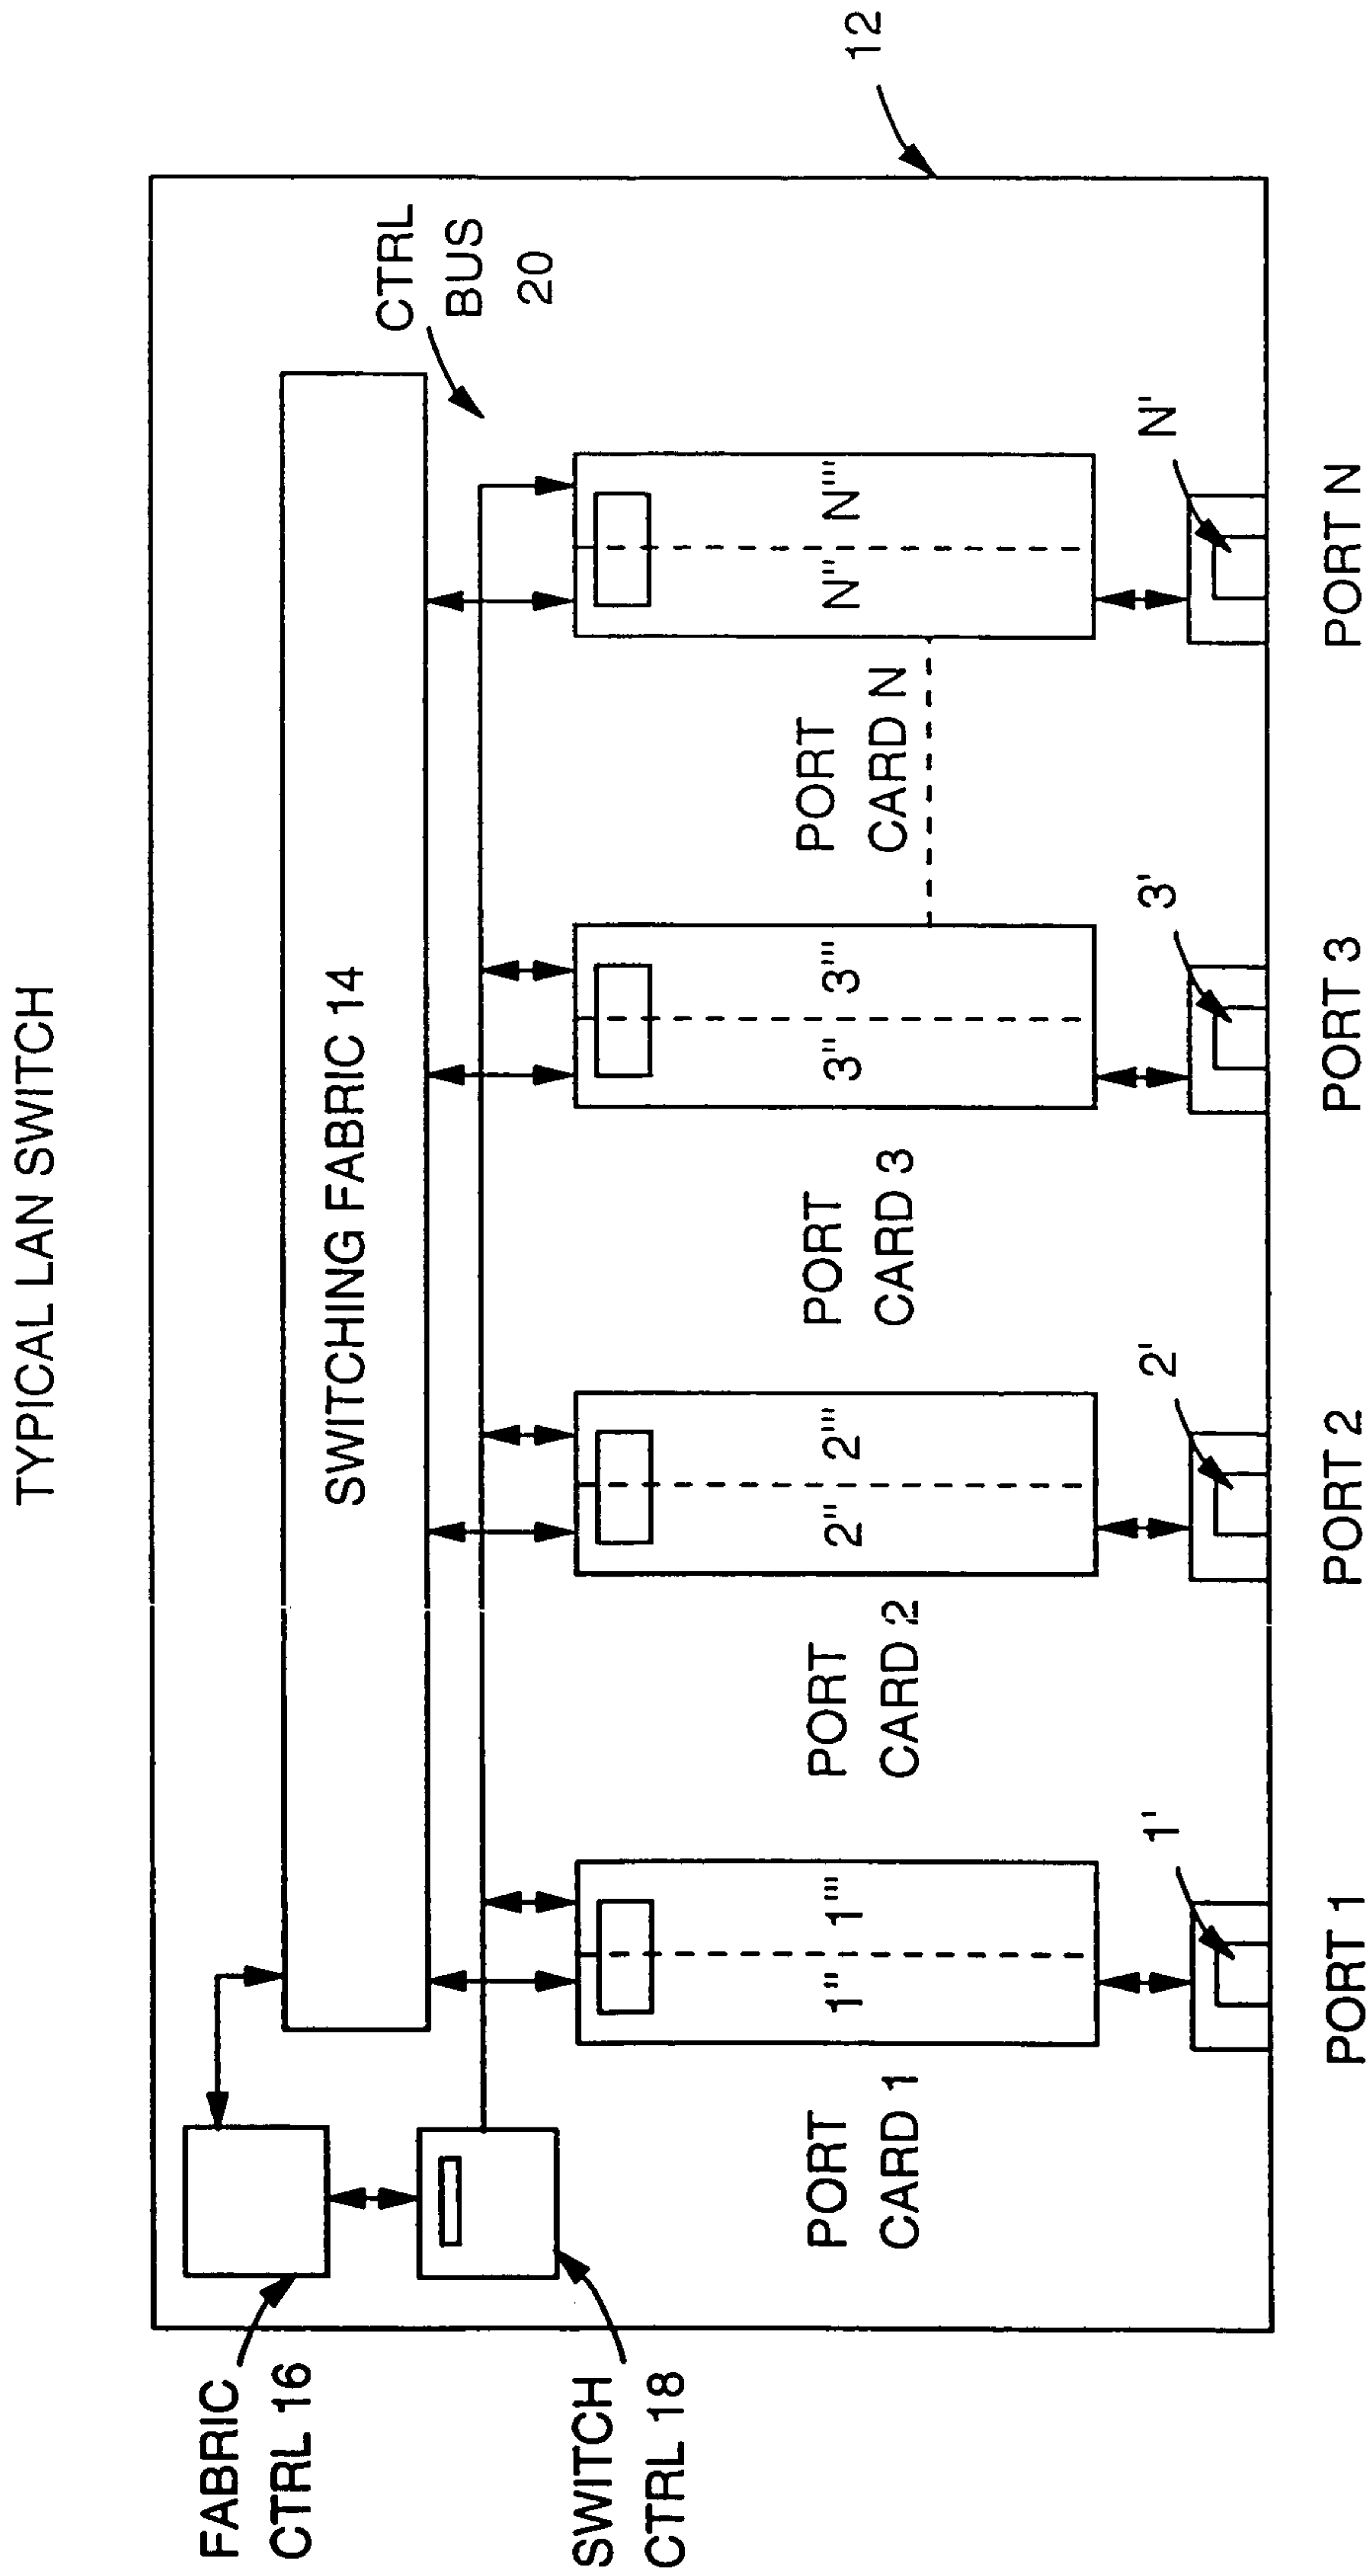 TYPICAL LAN SWITCH
12
FABRIC
CTRL 16
SWITCHING FABRIC 14
CTRL
BUS
20
SWITCH
CTRL 18
PORT
CARD 1
1" 1'''
PORT
CARD 2
2" 2'''
PORT
CARD 3
3" 3'''
PORT
CARD N
N" N'''
1'
2'
3'
N'
PORT 1
PORT 2
PORT 3
PORT N